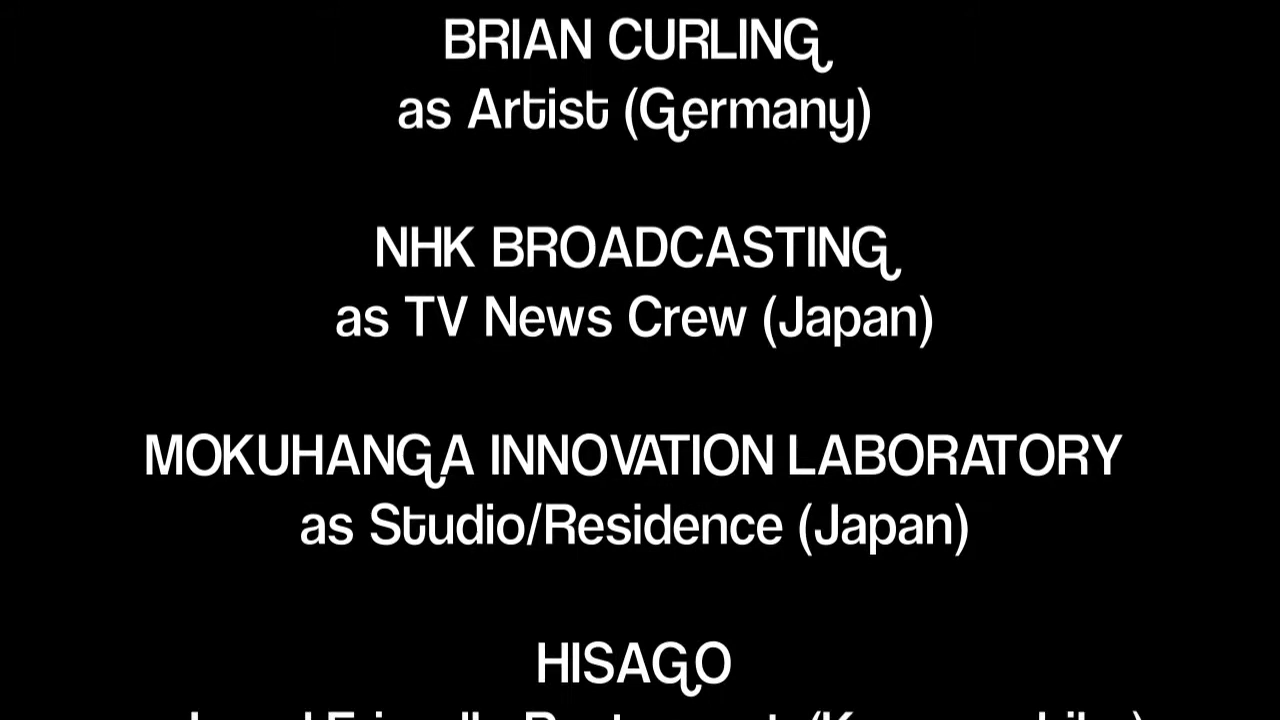 BRIAN CURLING
as Artist (Germany)
NHK BROADCASTING
as TV News Crew (Japan)
MOKUHANGA INNOVATION LABORATORY
as Studio/Residence (Japan)
HISAGO